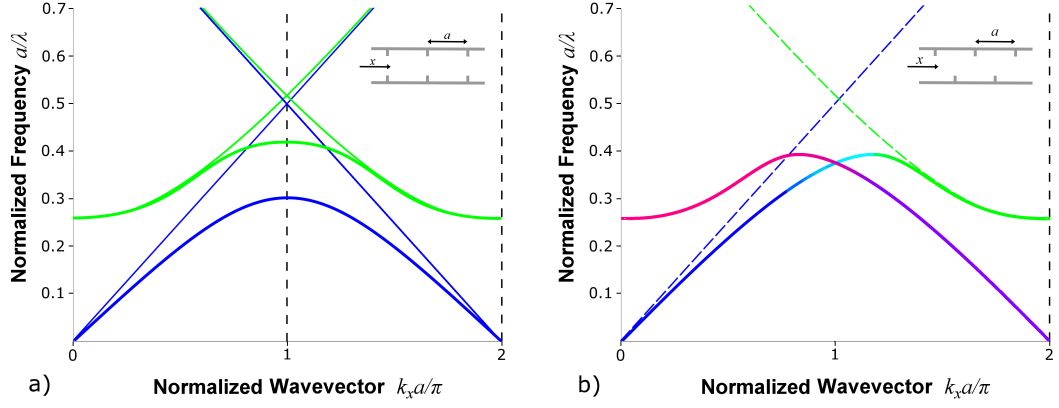 0.7
0.6
0.5
0.4
0.3
0.2
0.1
0
1
2
Normalized Frequency a/λ
a
x
a)
Normalized Wavevector kₓa/π
0.7
0.6
0.5
0.4
0.3
0.2
0.1
0
1
2
Normalized Frequency a/λ
a
x
b)
Normalized Wavevector kₓa/π